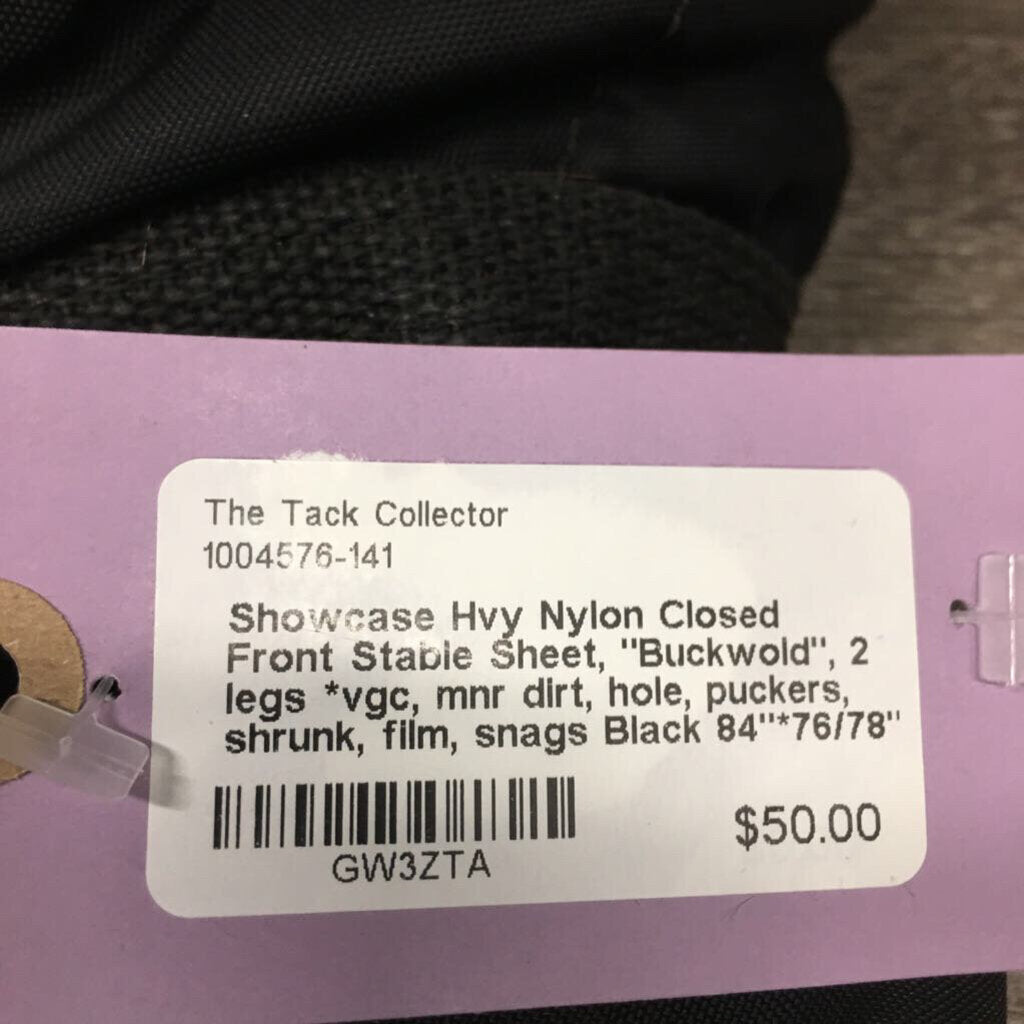 The Tack Collector
1004576-141
Showcase Hvy Nylon Closed
Front Stable Sheet, "Buckwold", 2
legs *vgc, mnr dirt, hole, puckers,
shrunk, film, snags Black 84"*76/78"
$50.00
GW3ZTA